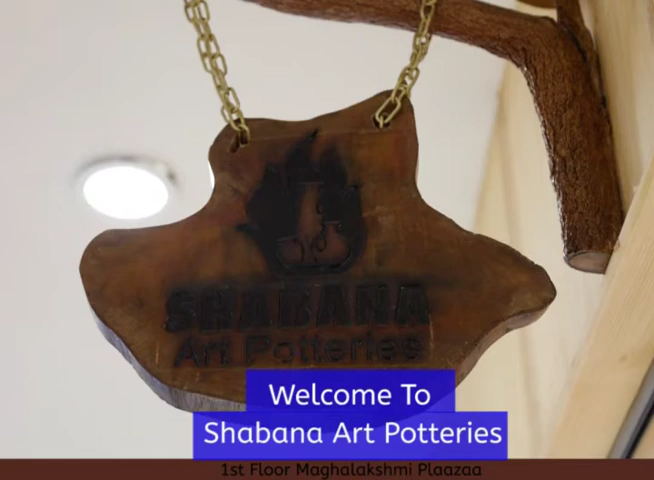 SHABANA
Art Potteries
Welcome To
Shabana Art Potteries
1st Floor Maghalakshmi Plaazaa